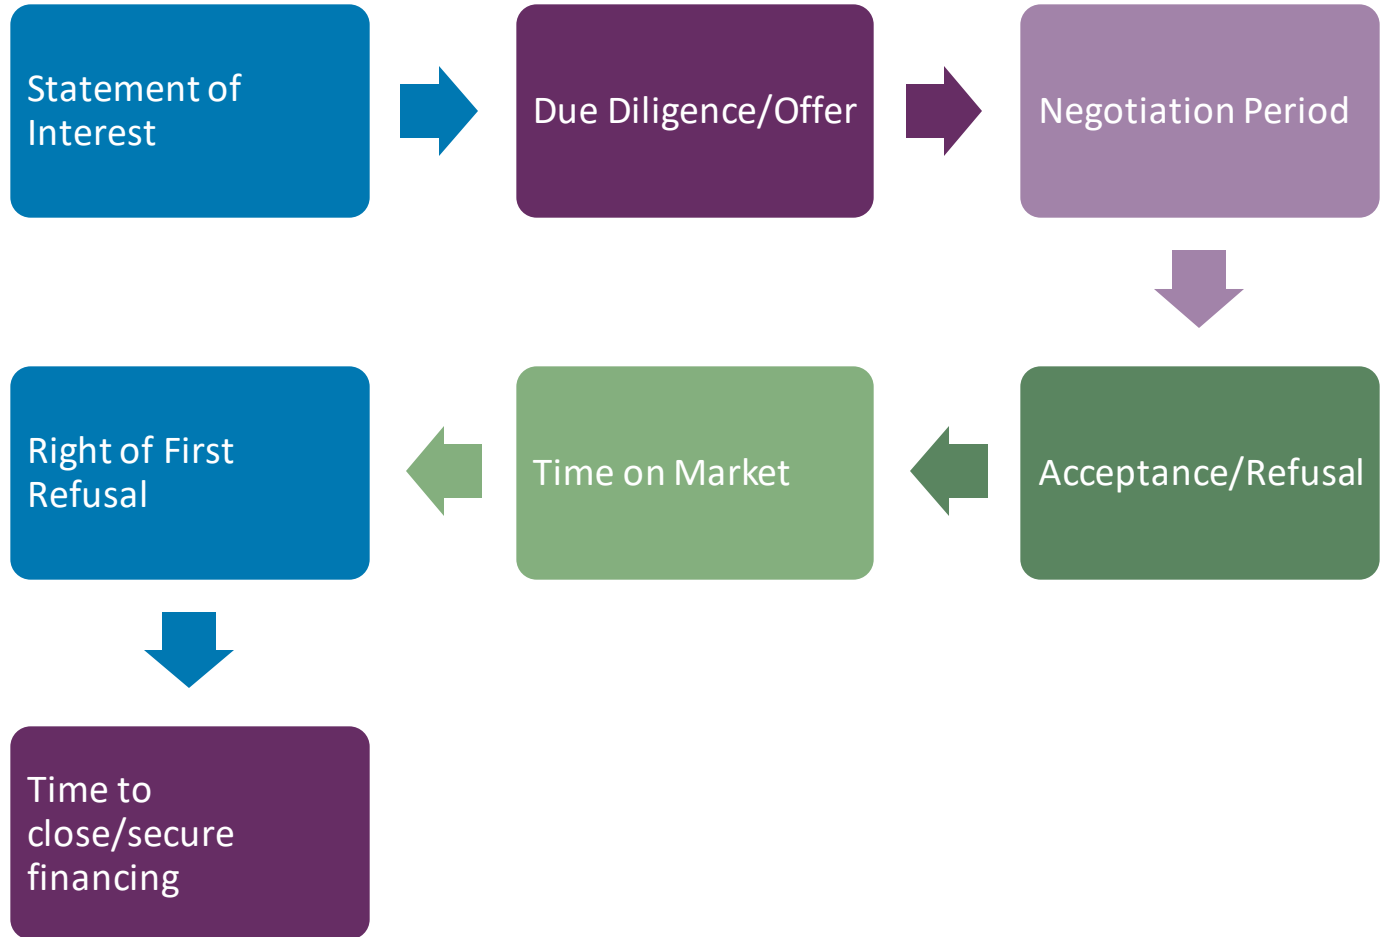 Statement of
Interest
Due Diligence/Offer
Negotiation Period
Acceptance/Refusal
Time on Market
Right of First
Refusal
Time to
close/secure
financing